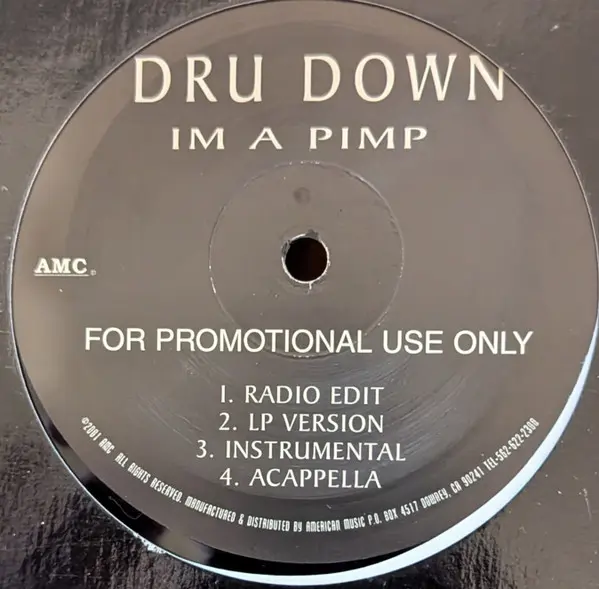 DRU DOWN
IM A PIMP
AMC
FOR PROMOTIONAL USE ONLY
1. RADIO EDIT
2. LP VERSION
3. INSTRUMENTAL
4. ACAPPELLA
©2001 AMC ALL RIGHTS RESERVED. MANUFACTURED & DISTRIBUTED BY AMERICAN MUSIC P.O. BOX 4517 DOWNEY, CA 90241 TEL-562-622-2300